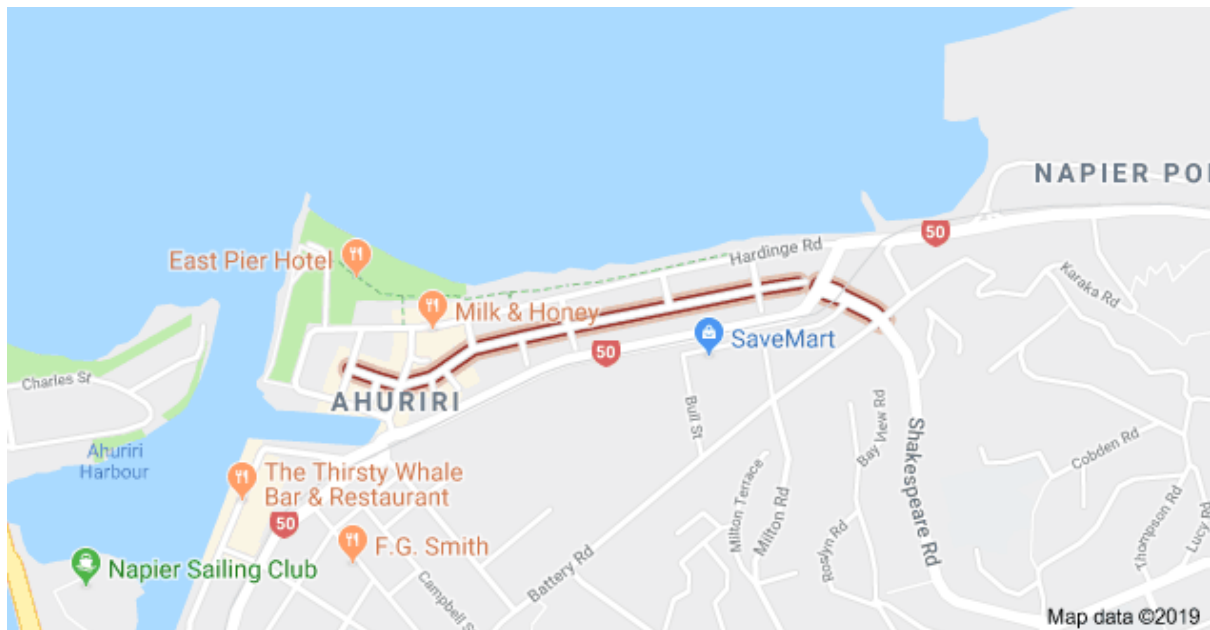 NAPIER POI
50
Hardinge Rd
East Pier Hotel
Karaka Rd
Milk & Honey
SaveMart
50
Charles St
AHURIRI
Bull St
Bay View Rd
Shakespeare Rd
Cobden Rd
Ahuriri
Harbour
The Thirsty Whale
Bar & Restaurant
Milton Terrace
Milton Rd
Thompson Rd
Lucy Rd
50
F.G. Smith
Roslyn Rd
Battery Rd
Napier Sailing Club
Campbell S
Map data ©2019